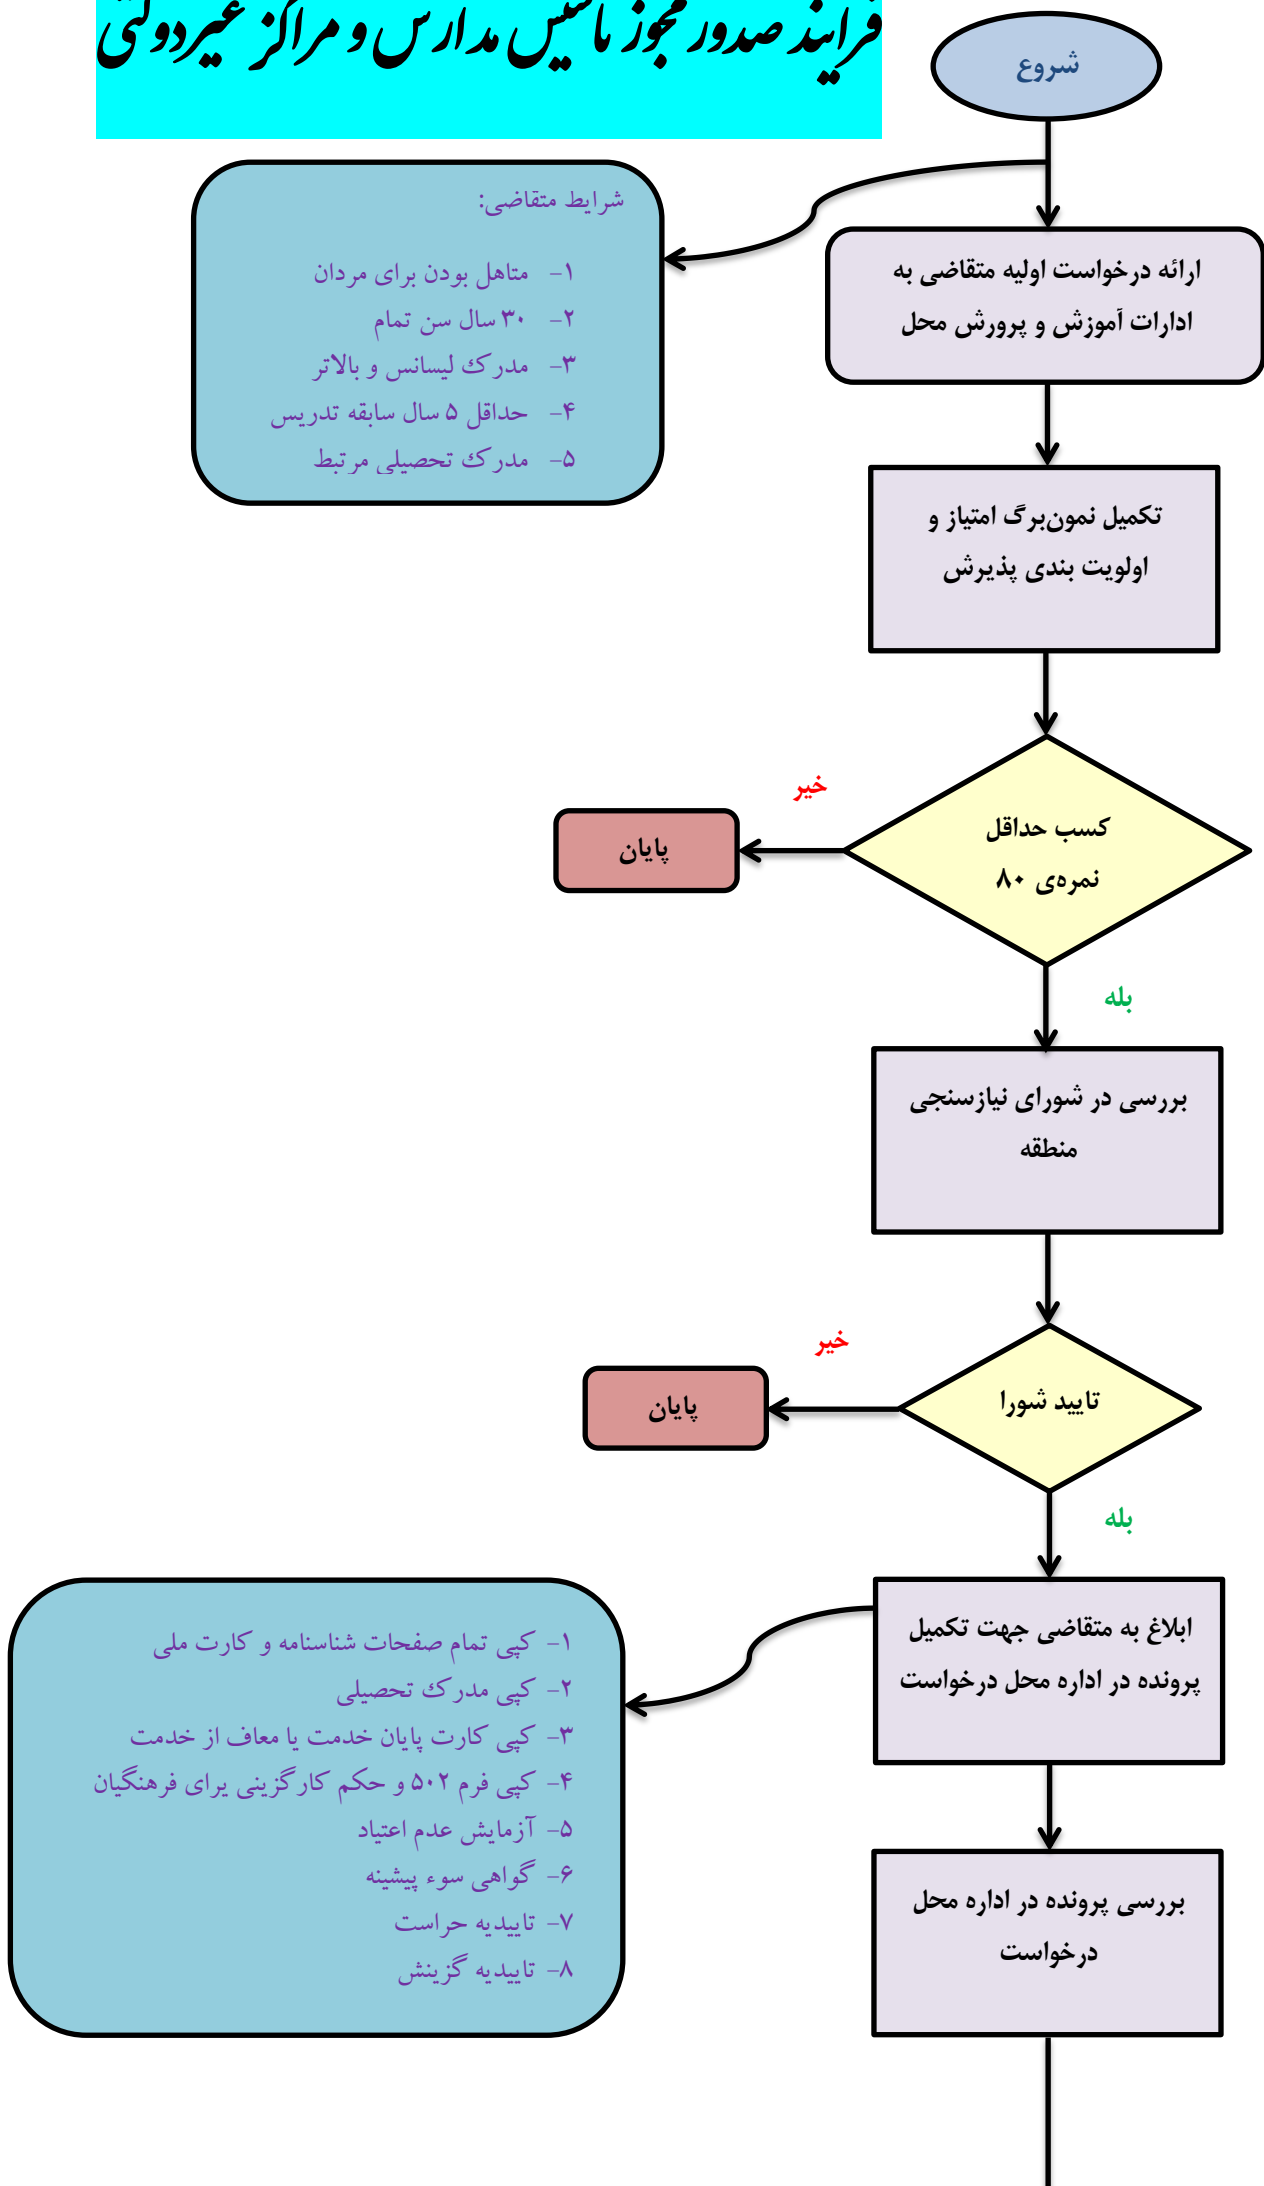 فرایند صدور مجوز تاسیس مدارس و مراکز غیردولتی
شروع
شرایط متقاضی:
۱- متاهل بودن برای مردان
۲- ۳۰ سال سن تمام
۳- مدرک لیسانس و بالاتر
۴- حداقل ۵ سال سابقه تدریس
۵- مدرک تحصیلی مرتبط
ارائه درخواست اولیه متقاضی به
ادارات آموزش و پرورش محل
تکمیل نمون‌برگ امتیاز و
اولویت بندی پذیرش
کسب حداقل
نمره‌ی ۸۰
خیر
پایان
بله
بررسی در شورای نیازسنجی
منطقه
تایید شورا
خیر
پایان
بله
ابلاغ به متقاضی جهت تکمیل
پرونده در اداره محل درخواست
۱- کپی تمام صفحات شناسنامه و کارت ملی
۲- کپی مدرک تحصیلی
۳- کپی کارت پایان خدمت یا معاف از خدمت
۴- کپی فرم ۵۰۲ و حکم کارگزینی یرای فرهنگیان
۵- آزمایش عدم اعتیاد
۶- گواهی سوء پیشینه
۷- تاییدیه حراست
۸- تاییدیه گزینش
بررسی پرونده در اداره محل
درخواست